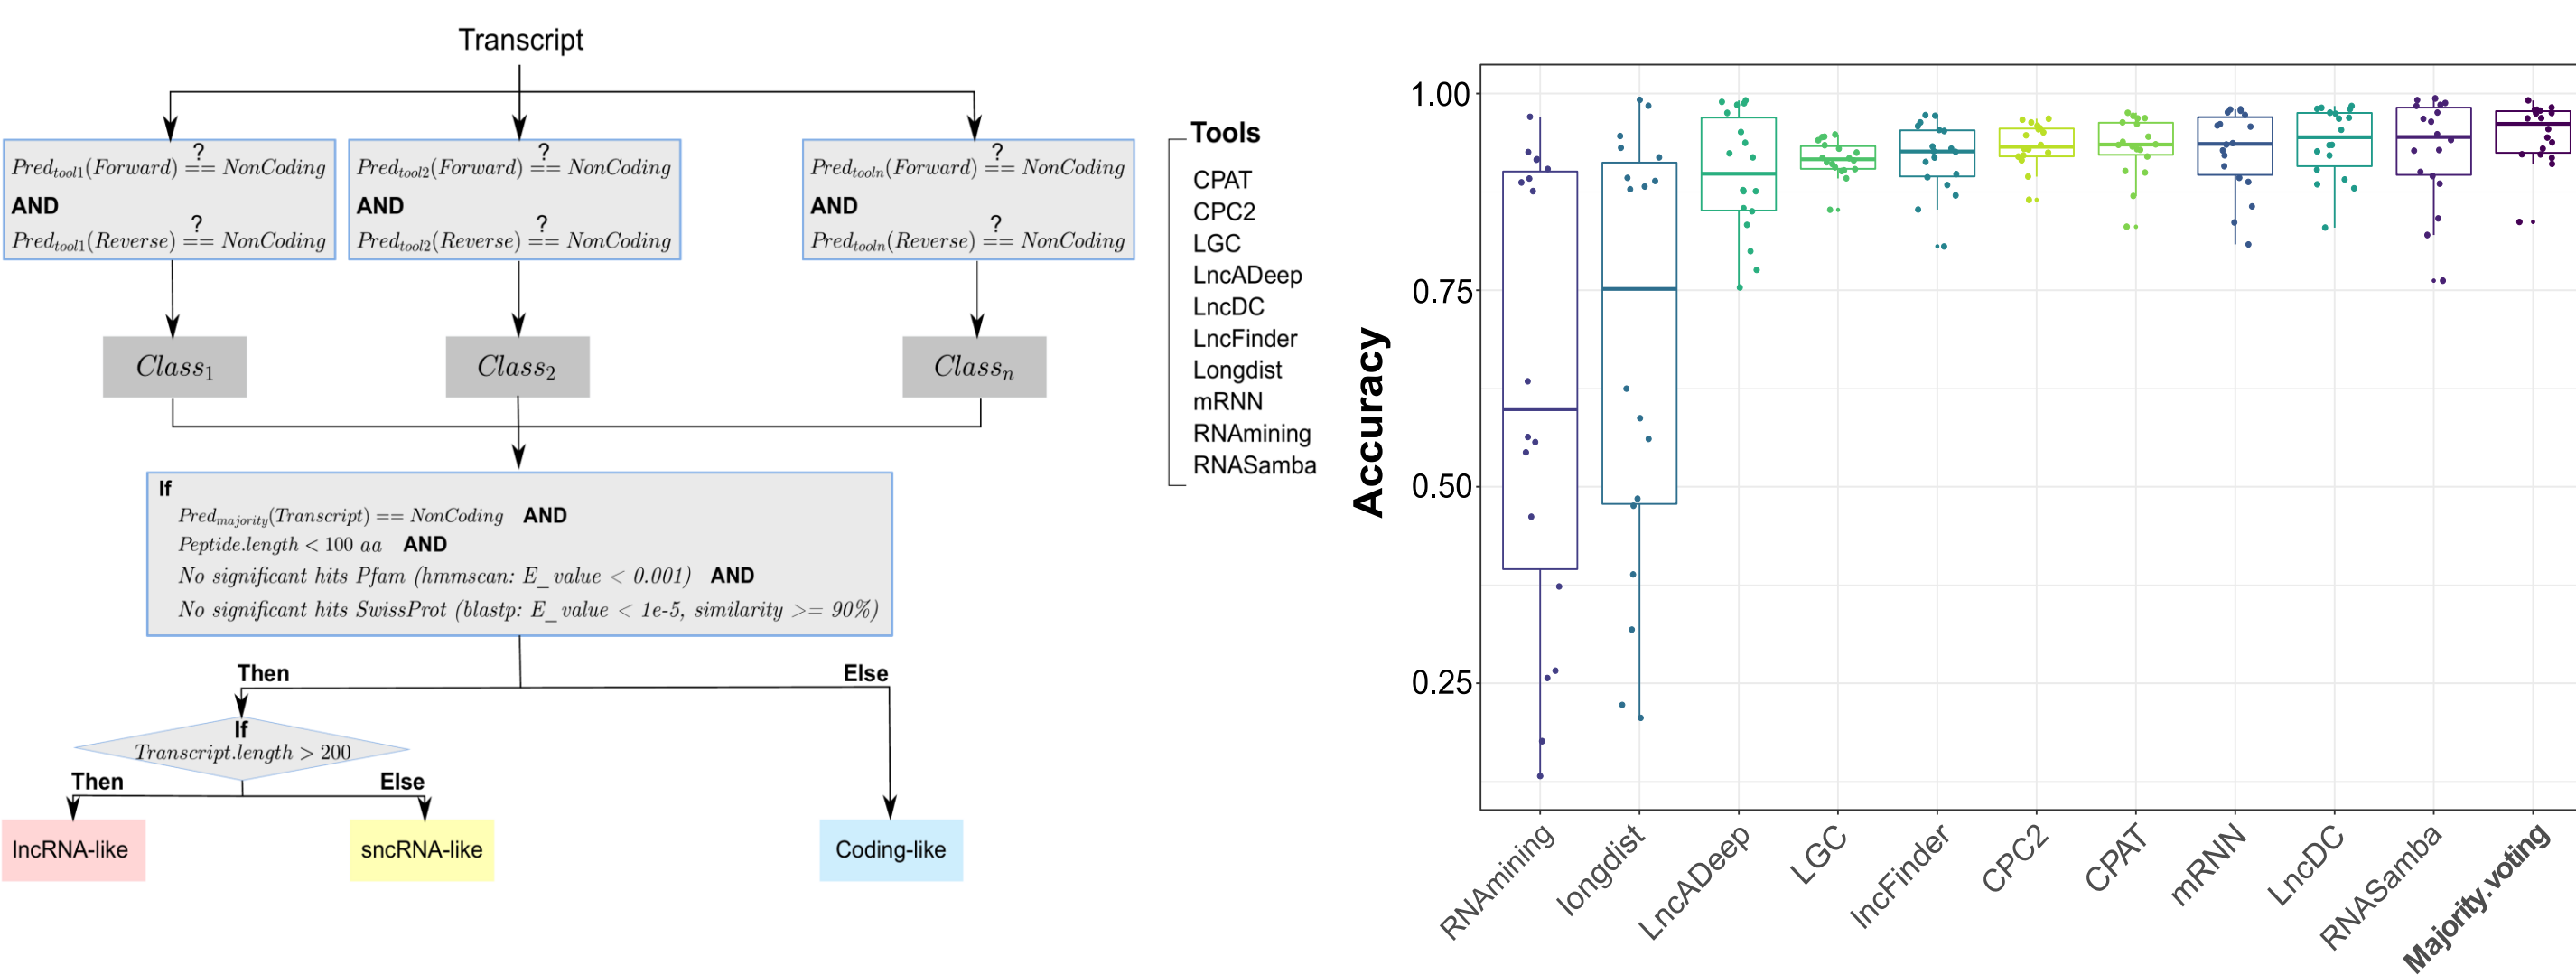 Transcript
?
Pred_tool1(Forward) == NonCoding
AND
?
Pred_tool1(Reverse) == NonCoding
?
Pred_tool2(Forward) == NonCoding
AND
?
Pred_tool2(Reverse) == NonCoding
?
Pred_tooln(Forward) == NonCoding
AND
?
Pred_tooln(Reverse) == NonCoding
Class_1
Class_2
Class_n
If
Pred_majority(Transcript) == NonCoding AND
Peptide.length < 100 aa AND
No significant hits Pfam (hmmscan: E_value < 0.001) AND
No significant hits SwissProt (blastp: E_value < 1e-5, similarity >= 90%)
Then
Else
If
Transcript.length > 200
Then
Else
lncRNA-like
sncRNA-like
Coding-like
Tools
CPAT
CPC2
LGC
LncADeep
LncDC
LncFinder
Longdist
mRNN
RNAmining
RNASamba
Accuracy
1.00
0.75
0.50
0.25
RNAmining
longdist
LncADeep
LGC
lncFinder
CPC2
CPAT
mRNN
LncDC
RNASamba
Majority.voting